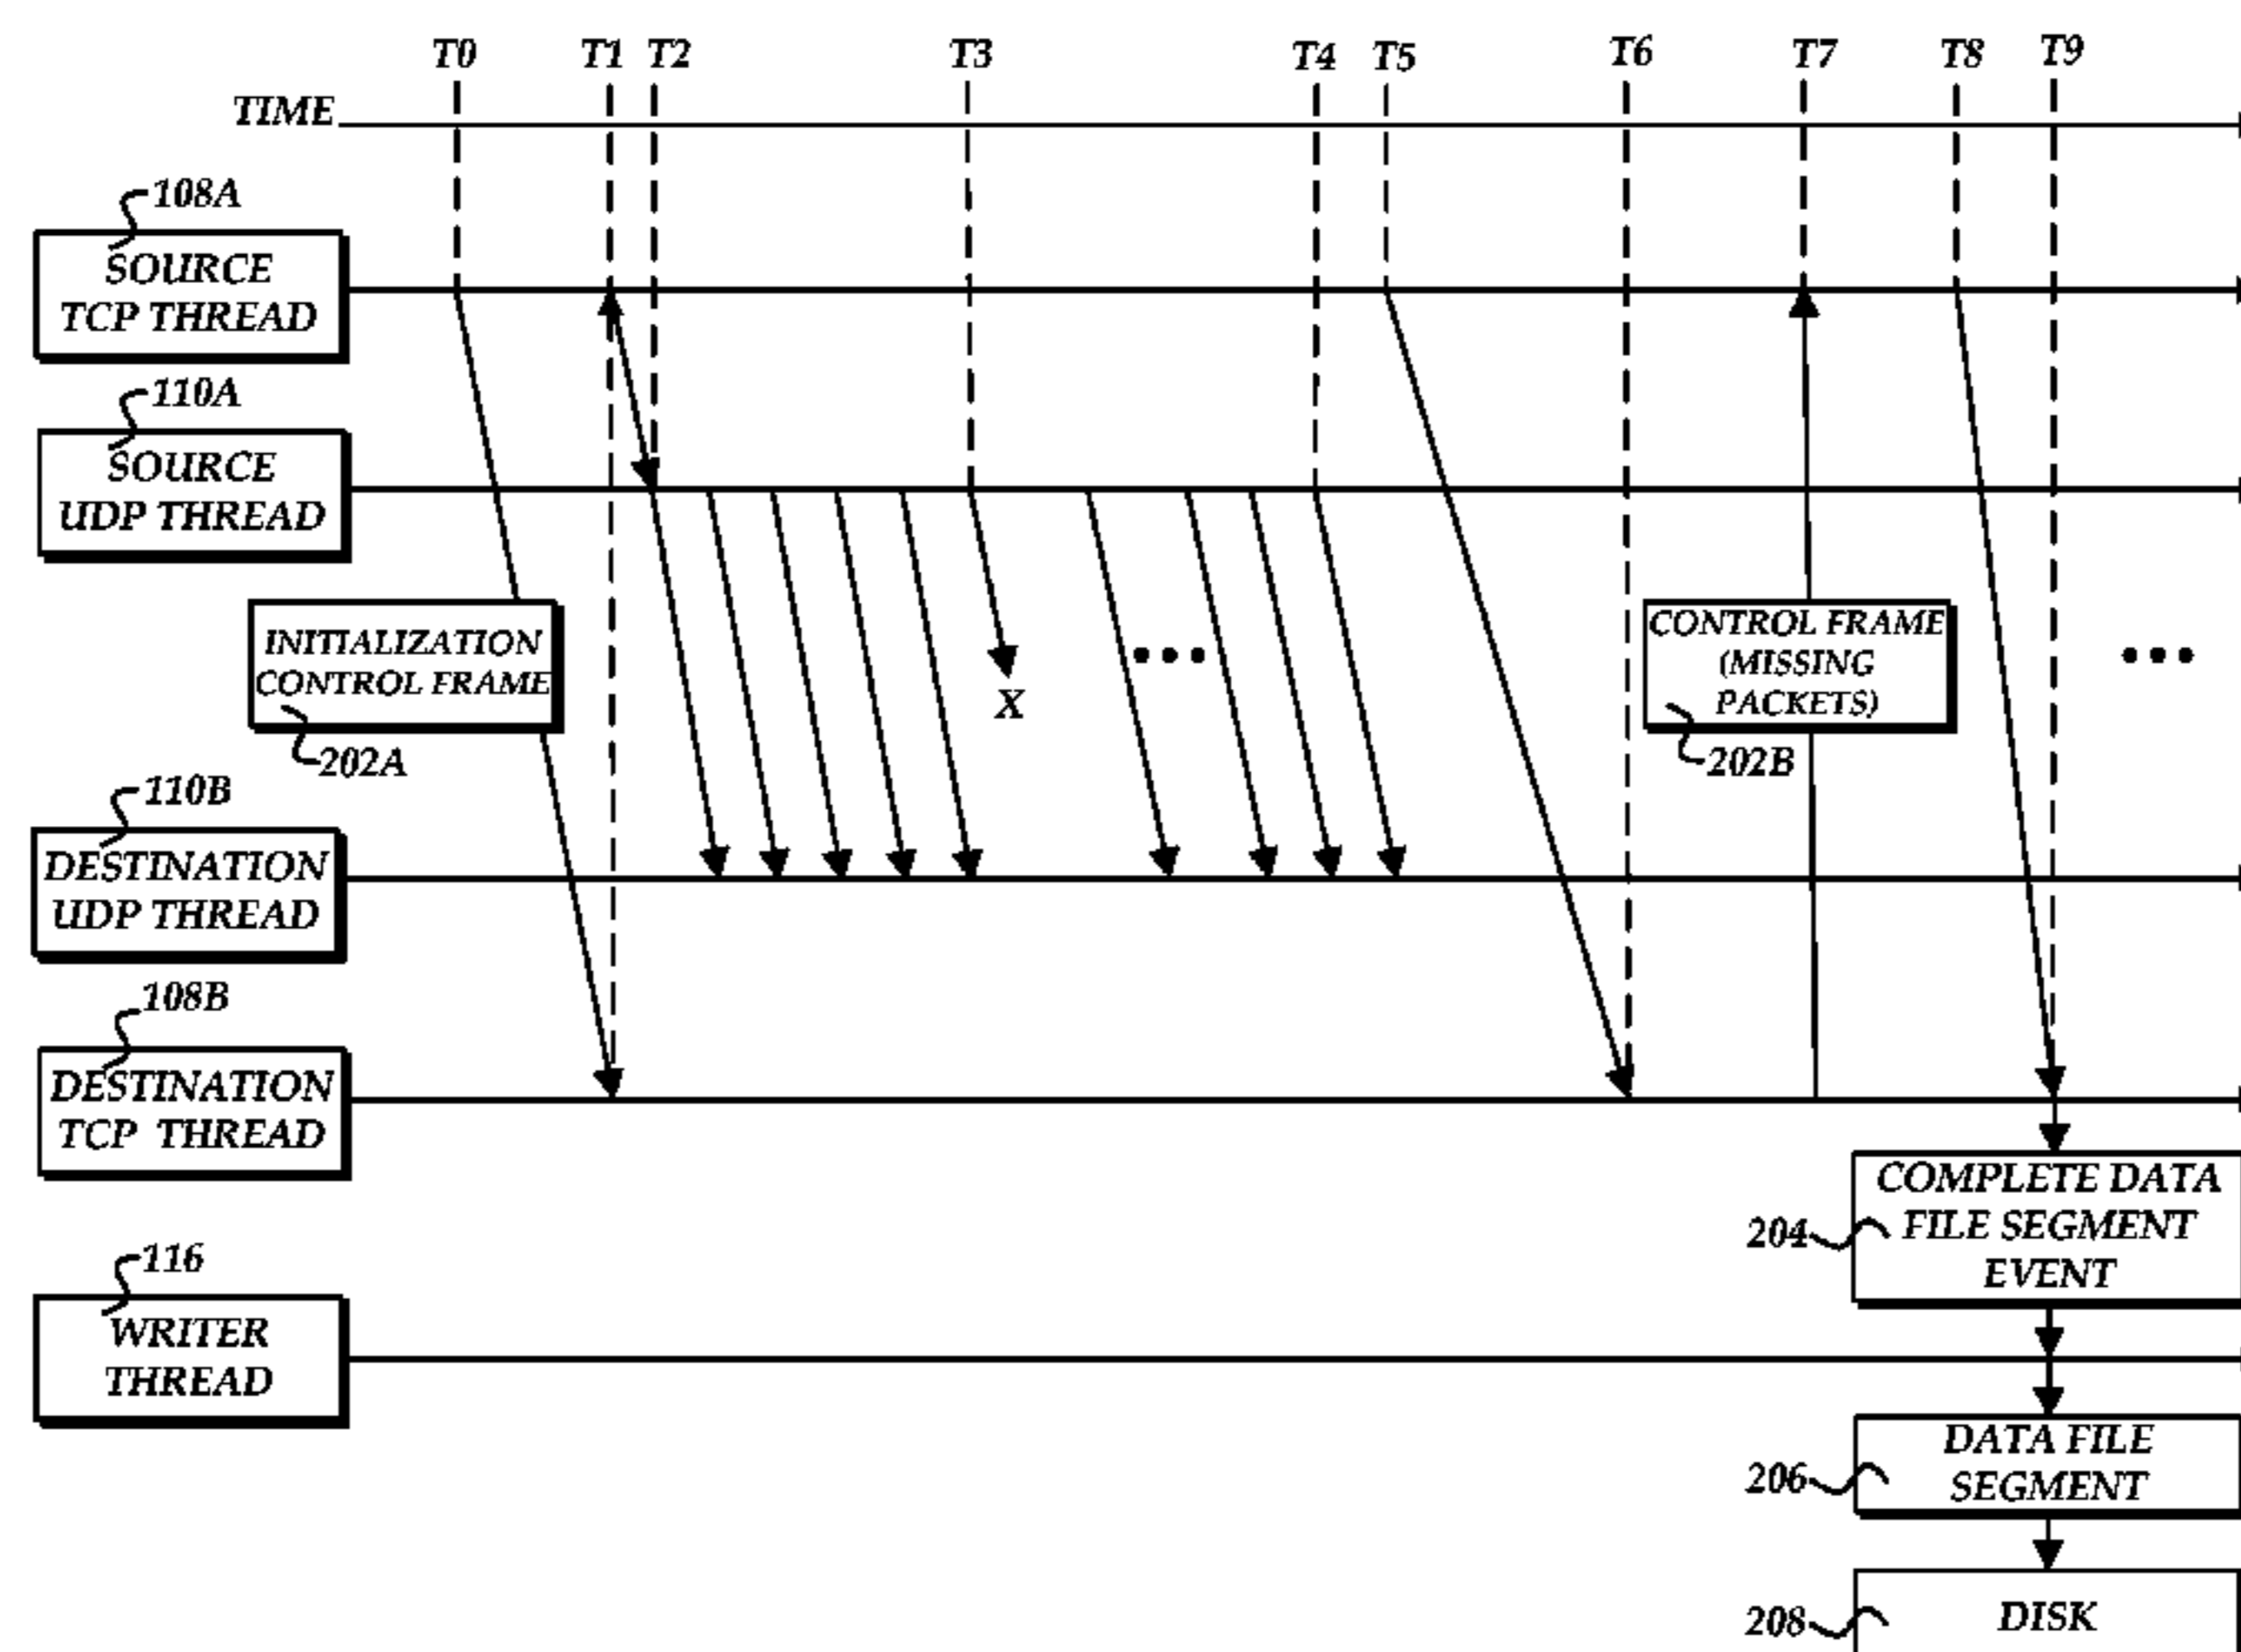 T0 T1 T2 T3 T4 T5 T6 T7 T8 T9
TIME
108A
SOURCE
TCP THREAD
110A
SOURCE
UDP THREAD
INITIALIZATION
CONTROL FRAME
202A
X
CONTROL FRAME
(MISSING
PACKETS)
202B
110B
DESTINATION
UDP THREAD
108B
DESTINATION
TCP THREAD
COMPLETE DATA
FILE SEGMENT
EVENT
204
116
WRITER
THREAD
DATA FILE
SEGMENT
206
DISK
208